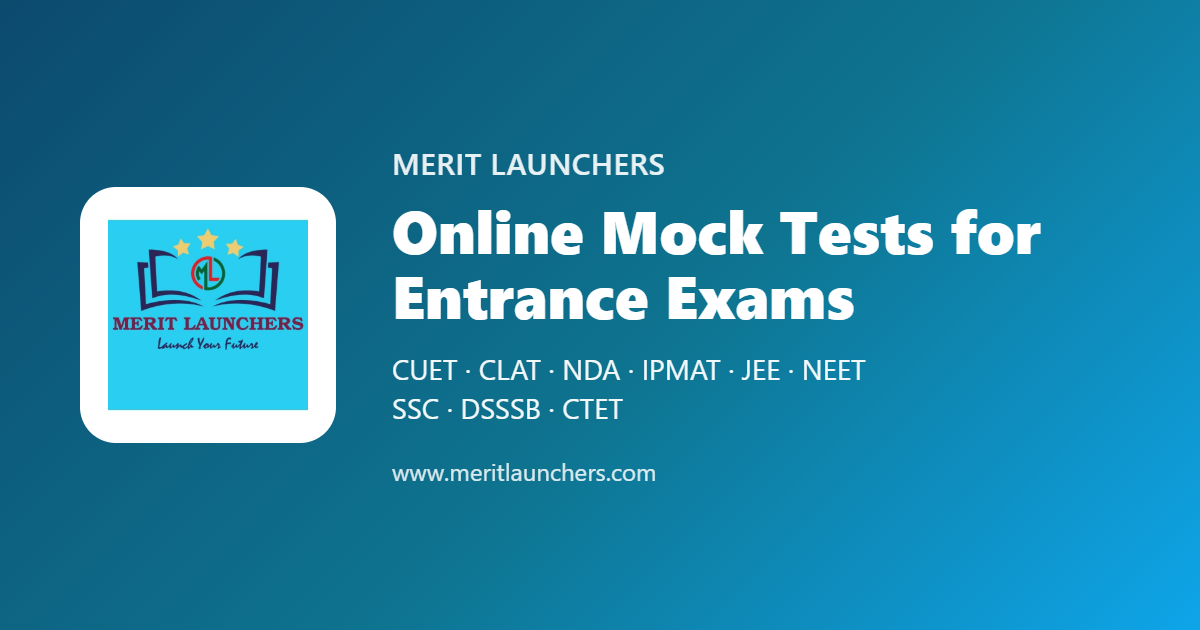 ML
MERIT LAUNCHERS
Launch Your Future
MERIT LAUNCHERS
Online Mock Tests for
Entrance Exams
CUET · CLAT · NDA · IPMAT · JEE · NEET
SSC · DSSSB · CTET
www.meritlaunchers.com